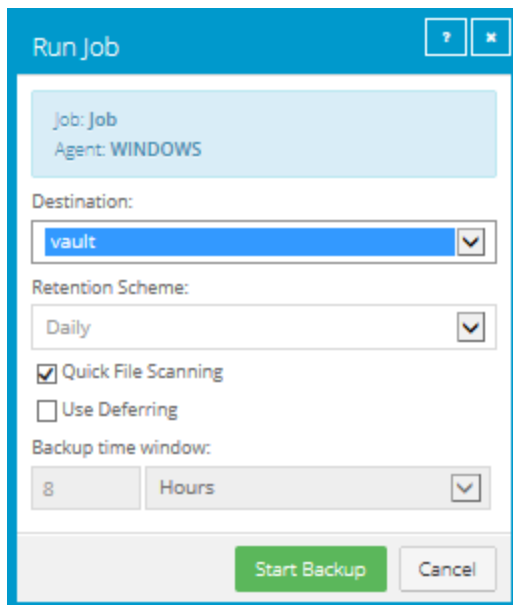 Run Job
?
×
Job: Job
Agent: WINDOWS
Destination:
vault
Retention Scheme:
Daily
Quick File Scanning
Use Deferring
Backup time window:
8 Hours
Start Backup Cancel